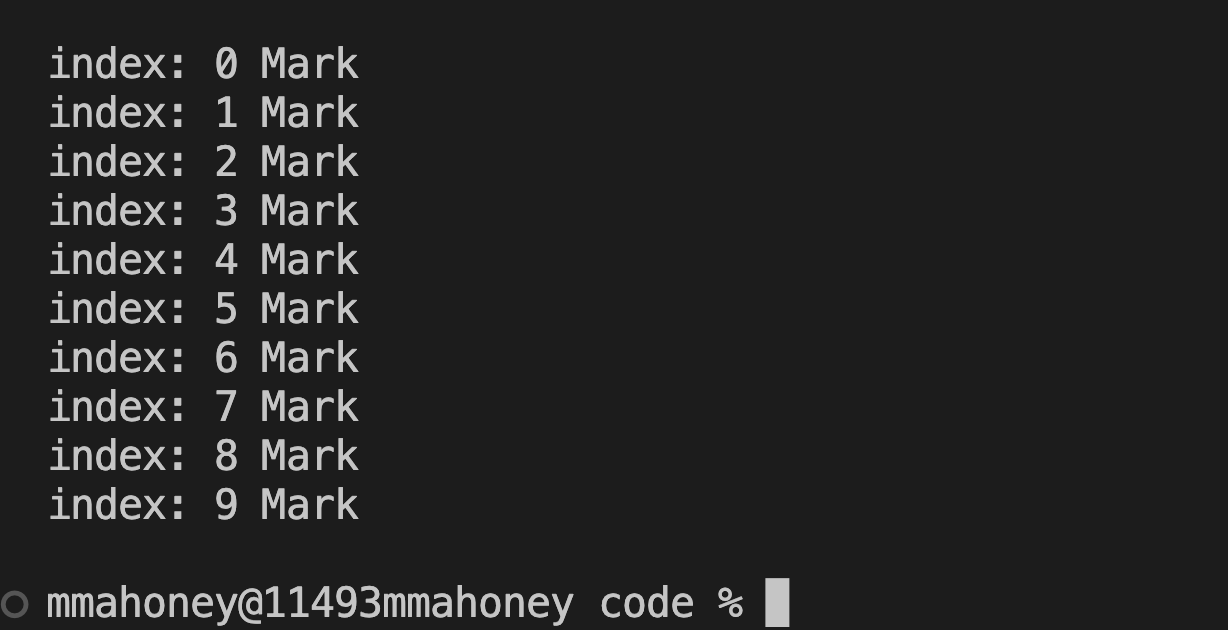 index: 0 Mark
index: 1 Mark
index: 2 Mark
index: 3 Mark
index: 4 Mark
index: 5 Mark
index: 6 Mark
index: 7 Mark
index: 8 Mark
index: 9 Mark
mmahoney@11493mmahoney code %